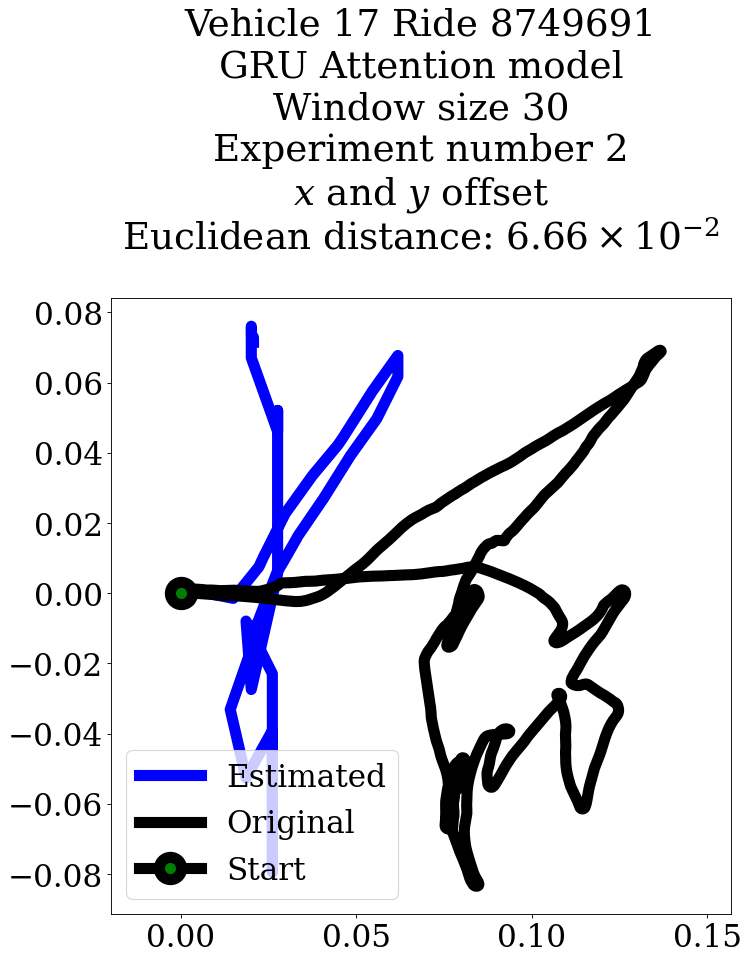 Vehicle 17 Ride 8749691
GRU Attention model
Window size 30
Experiment number 2
x and y offset
Euclidean distance: 6.66 × 10⁻²
0.08
0.06
0.04
0.02
0.00
−0.02
−0.04
−0.06
−0.08
Estimated
Original
Start
0.00 0.05 0.10 0.15